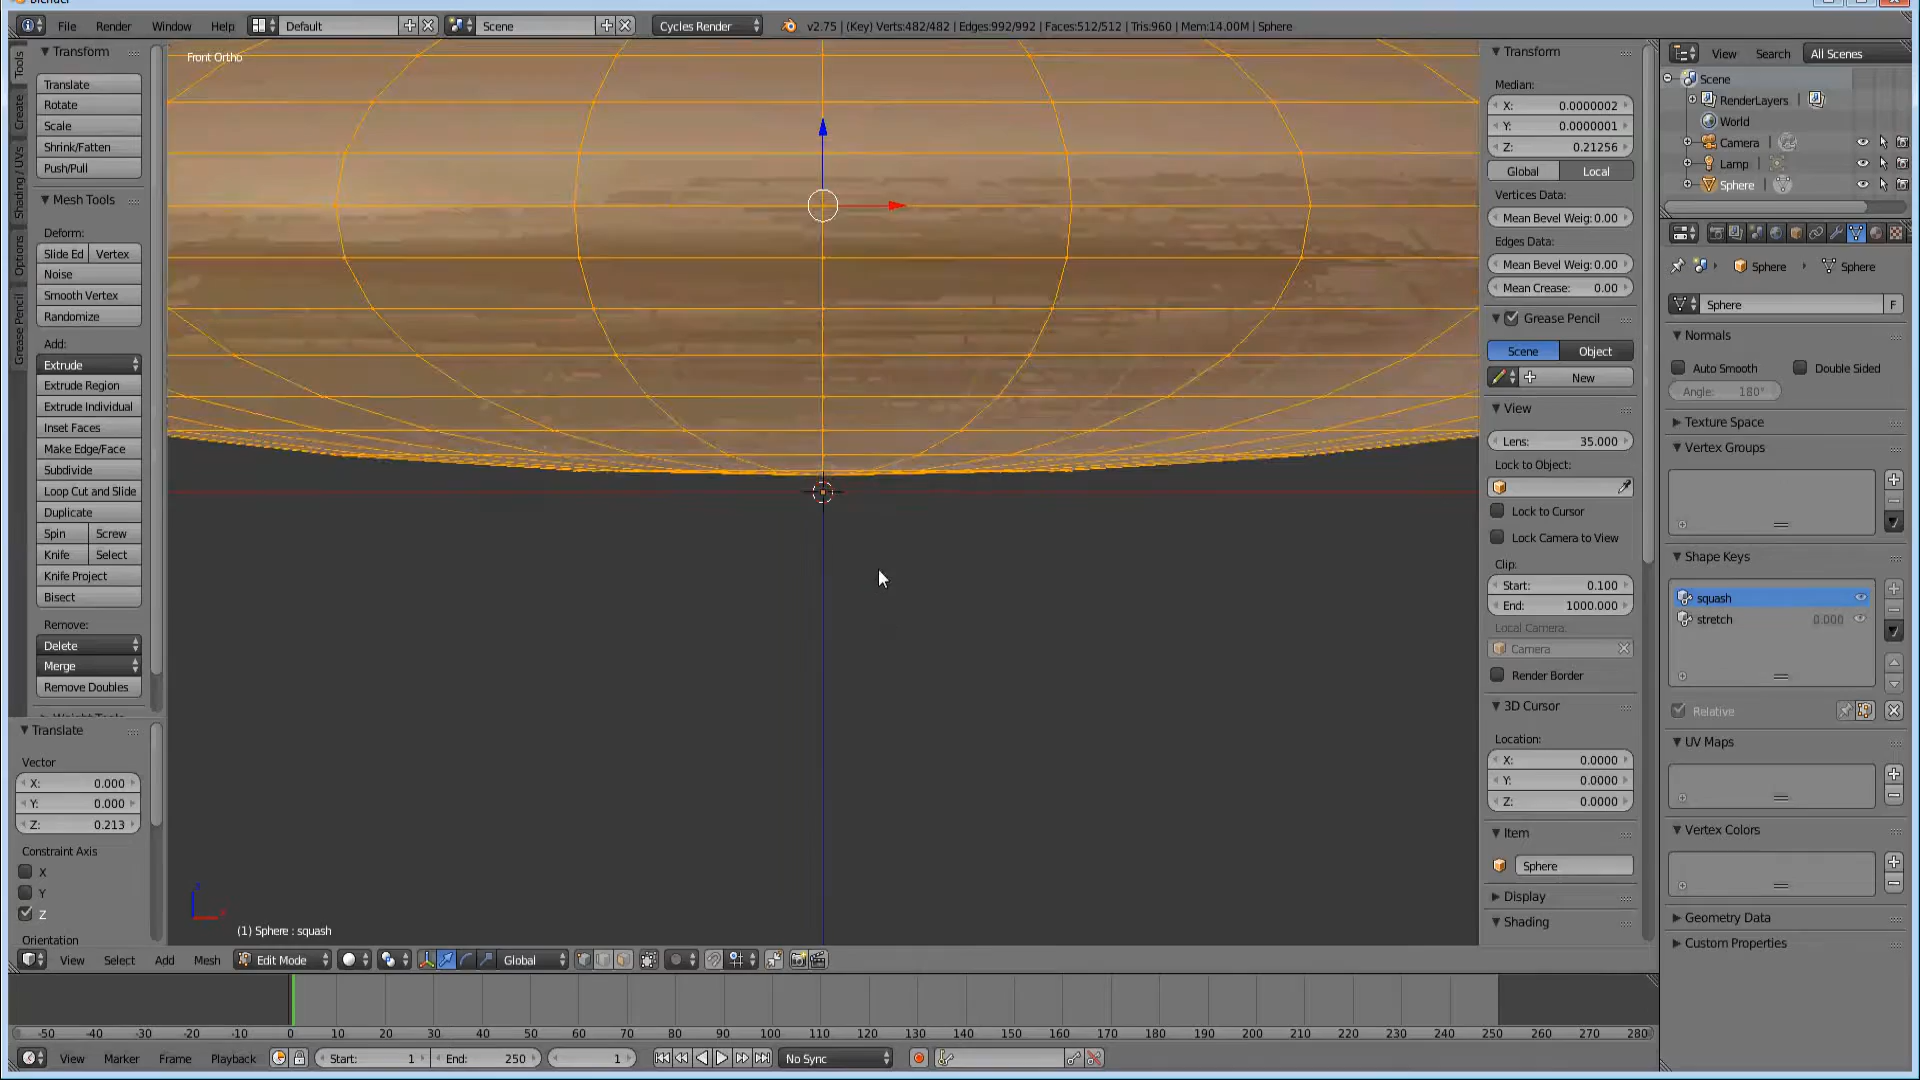 Blender
File
Render
Window
Help
Default
Scene
Cycles Render
v2.75 | (Key) Verts:482/482 | Edges:992/992 | Faces:512/512 | Tris:960 | Mem:14.00M | Sphere
Tools
Create
Shading / UVs
Options
Grease Pencil
Transform
Translate
Rotate
Scale
Shrink/Fatten
Push/Pull
Mesh Tools
Deform:
Slide Ed
Vertex
Noise
Smooth Vertex
Randomize
Add:
Extrude
Extrude Region
Extrude Individual
Inset Faces
Make Edge/Face
Subdivide
Loop Cut and Slide
Duplicate
Spin
Screw
Knife
Select
Knife Project
Bisect
Remove:
Delete
Merge
Remove Doubles
Weight Tools
Translate
Vector
X: 0.000
Y: 0.000
Z: 0.213
Constraint Axis
X
Y
Z
Orientation
Front Ortho
(1) Sphere : squash
View
Select
Add
Mesh
Edit Mode
Global
Transform
Median:
X: 0.0000002
Y: 0.0000001
Z: 0.21256
Global
Local
Vertices Data:
Mean Bevel Weig: 0.00
Edges Data:
Mean Bevel Weig: 0.00
Mean Crease: 0.00
Grease Pencil
Scene
Object
New
View
Lens: 35.000
Lock to Object:
Lock to Cursor
Lock Camera to View
Clip:
Start: 0.100
End: 1000.000
Local Camera:
Camera
Render Border
3D Cursor
Location:
X: 0.0000
Y: 0.0000
Z: 0.0000
Item
Sphere
Display
Shading
View
Search
All Scenes
Scene
RenderLayers
World
Camera
Lamp
Sphere
Sphere
Sphere
Sphere
F
Normals
Auto Smooth
Double Sided
Angle: 180°
Texture Space
Vertex Groups
Shape Keys
squash
stretch 0.000
Relative
UV Maps
Vertex Colors
Geometry Data
Custom Properties
-50 -40 -30 -20 -10 0 10 20 30 40 50 60 70 80 90 100 110 120 130 140 150 160 170 180 190 200 210 220 230 240 250 260 270 280
View
Marker
Frame
Playback
Start: 1
End: 250
1
No Sync